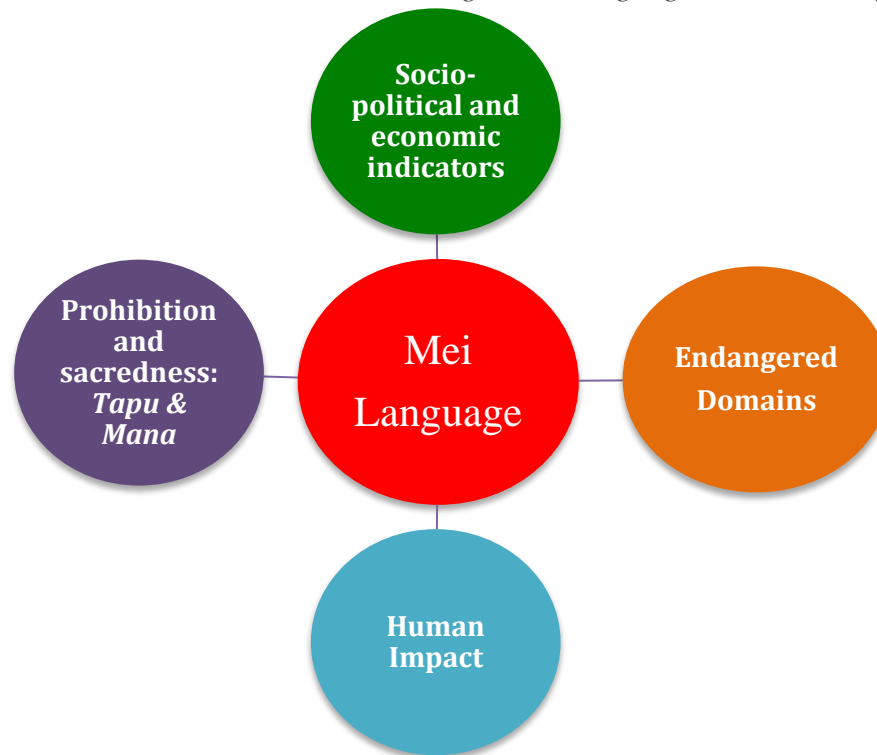 Socio-
political and
economic
indicators
Prohibition
and
sacredness:
Tapu &
Mana
Mei
Language
Endangered
Domains
Human
Impact